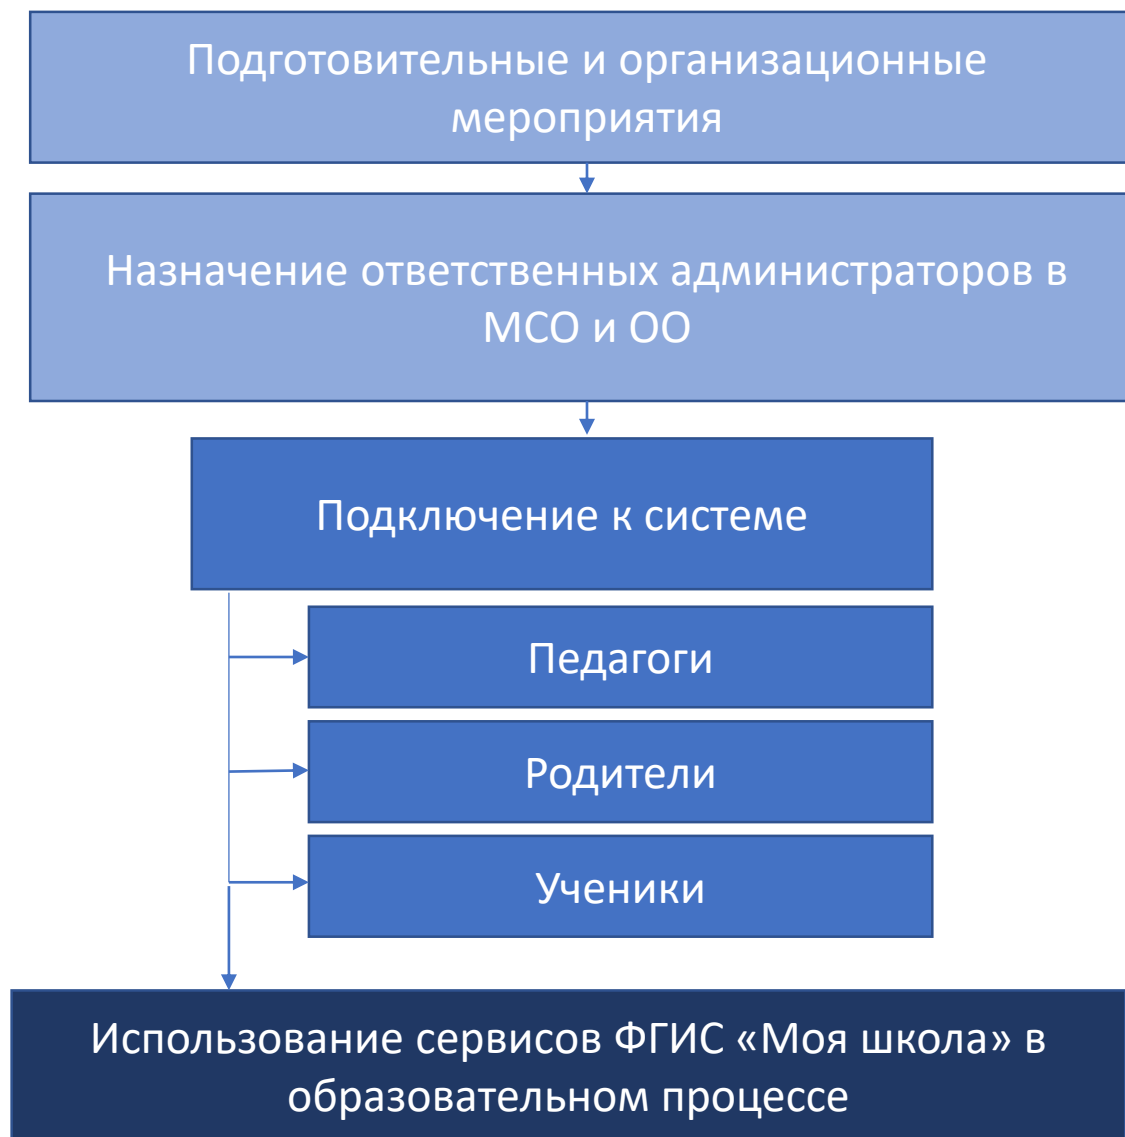 Подготовительные и организационные
мероприятия
Назначение ответственных администраторов в
МСО и ОО
Подключение к системе
Педагоги
Родители
Ученики
Использование сервисов ФГИС «Моя школа» в
образовательном процессе